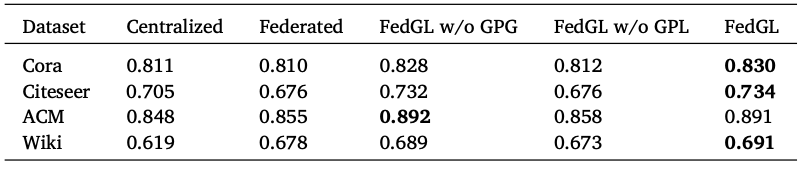 Dataset Centralized Federated FedGL w/o GPG FedGL w/o GPL FedGL
Cora 0.811 0.810 0.828 0.812 0.830
Citeseer 0.705 0.676 0.732 0.676 0.734
ACM 0.848 0.855 0.892 0.858 0.891
Wiki 0.619 0.678 0.689 0.673 0.691